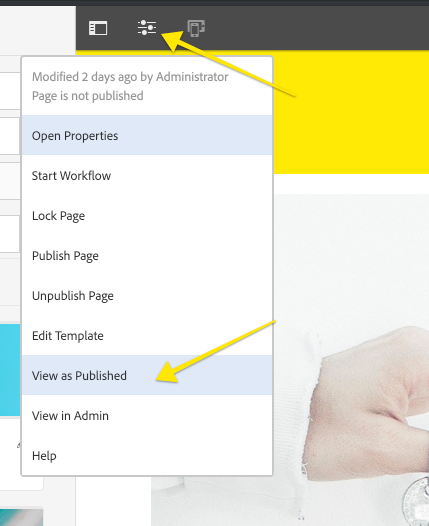 Modified 2 days ago by Administrator
Page is not published
Open Properties
Start Workflow
Lock Page
Publish Page
Unpublish Page
Edit Template
View as Published
View in Admin
Help